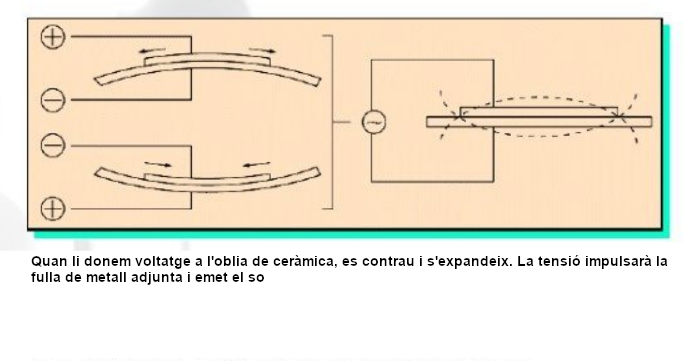 Quan li donem voltatge a l'oblia de ceràmica, es contrau i s'expandeix. La tensió impulsarà la
fulla de metall adjunta i emet el so